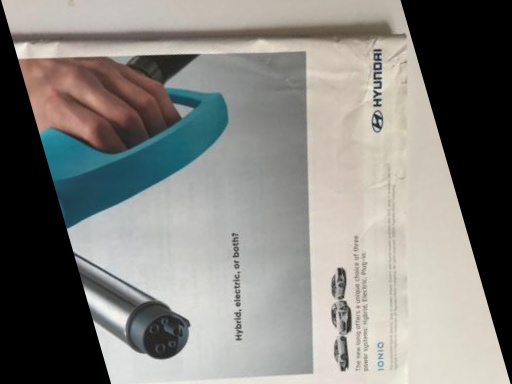 Hybrid, electric, or both?
The new Ioniq offers a unique choice of three
power systems: Hybrid, Electric, Plug-in.
IONIQ
HYUNDAI